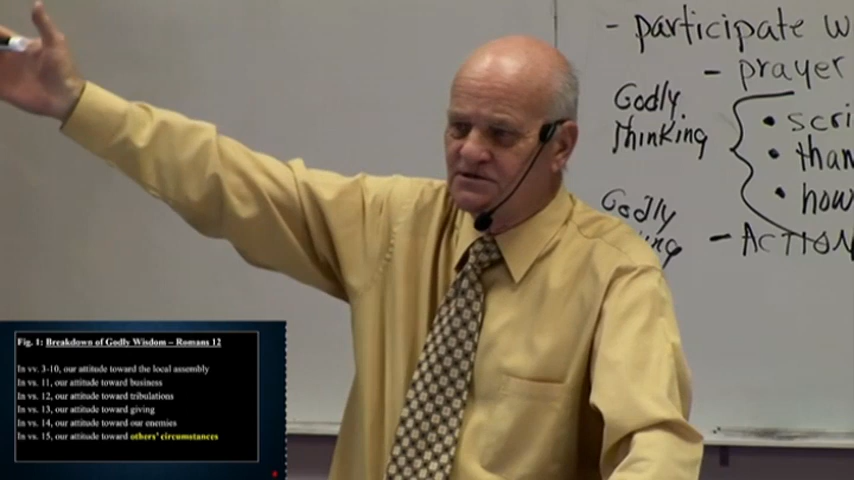 - participate w
- prayer
Godly
Thinking
• scri
• than
• how
Godly
- ACTION
Fig. 1: Breakdown of Godly Wisdom – Romans 12
In vv. 3-10, our attitude toward the local assembly
In vs. 11, our attitude toward business
In vs. 12, our attitude toward tribulations
In vs. 13, our attitude toward giving
In vs. 14, our attitude toward our enemies
In vs. 15, our attitude toward others' circumstances